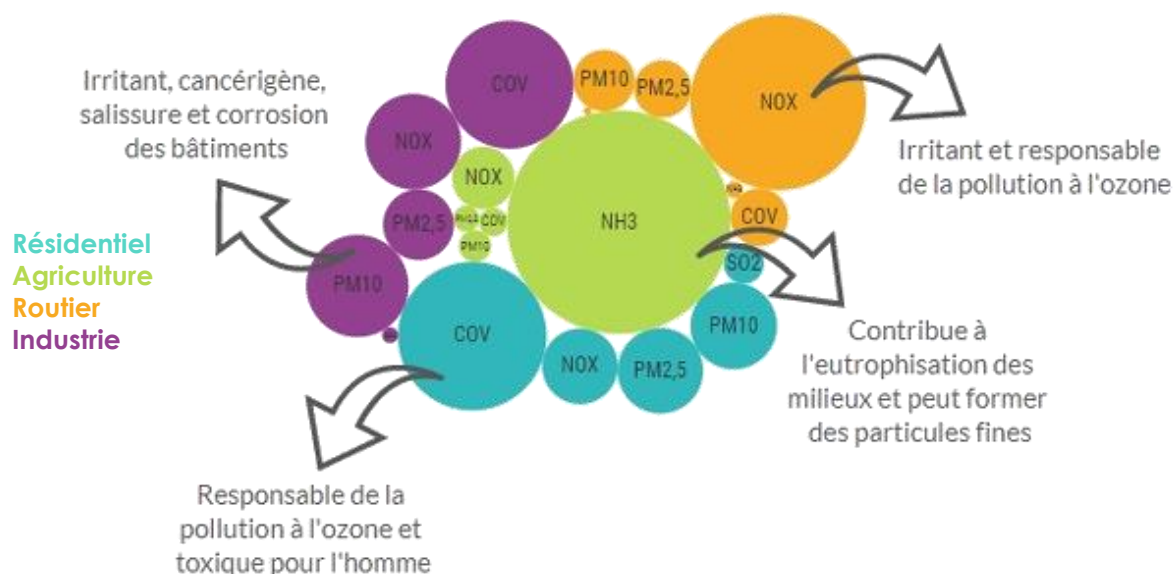 Irritant, cancérigène,
salissure et corrosion
des bâtiments
COV
PM10
PM2,5
NOX
Irritant et responsable
de la pollution à l'ozone
NOX
NOX
PM2,5
COV
PM10
NH3
COV
SO2
Résidentiel
Agriculture
Routier
Industrie
PM10
COV
NOX
PM2,5
PM10
Contribue à
l'eutrophisation des
milieux et peut former
des particules fines
Responsable de la
pollution à l'ozone et
toxique pour l'homme